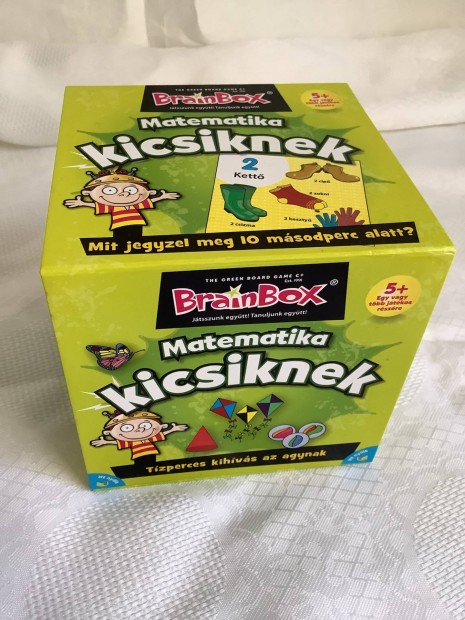 THE GREEN BOARD GAME Co
BrainBox®
Játsszunk együtt! Tanuljunk együtt!
5+
Matematika
kicsiknek
2
Kettő
2 cipő
2 zokni
2 csizma
2 kesztyű
Mit jegyzel meg 10 másodperc alatt?
THE GREEN BOARD GAME Co
Est. 1991
BrainBox®
Játsszunk együtt! Tanuljunk együtt!
5+
Egy vagy
több játékos
részére
Matematika
kicsiknek
Tízperces kihívás az agynak